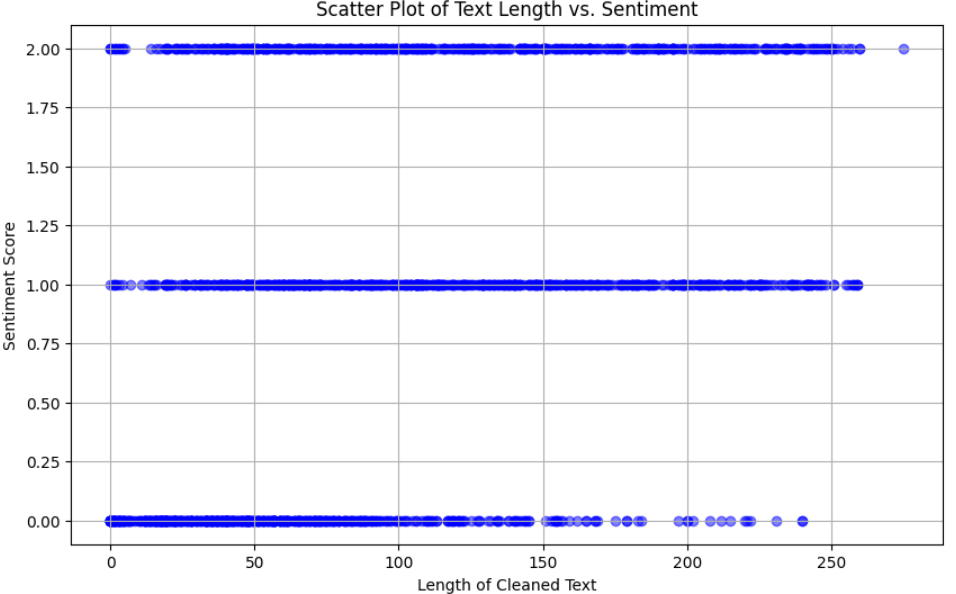 Scatter Plot of Text Length vs. Sentiment
2.00
1.75
1.50
1.25
1.00
0.75
0.50
0.25
0.00
Sentiment Score
0 50 100 150 200 250
Length of Cleaned Text